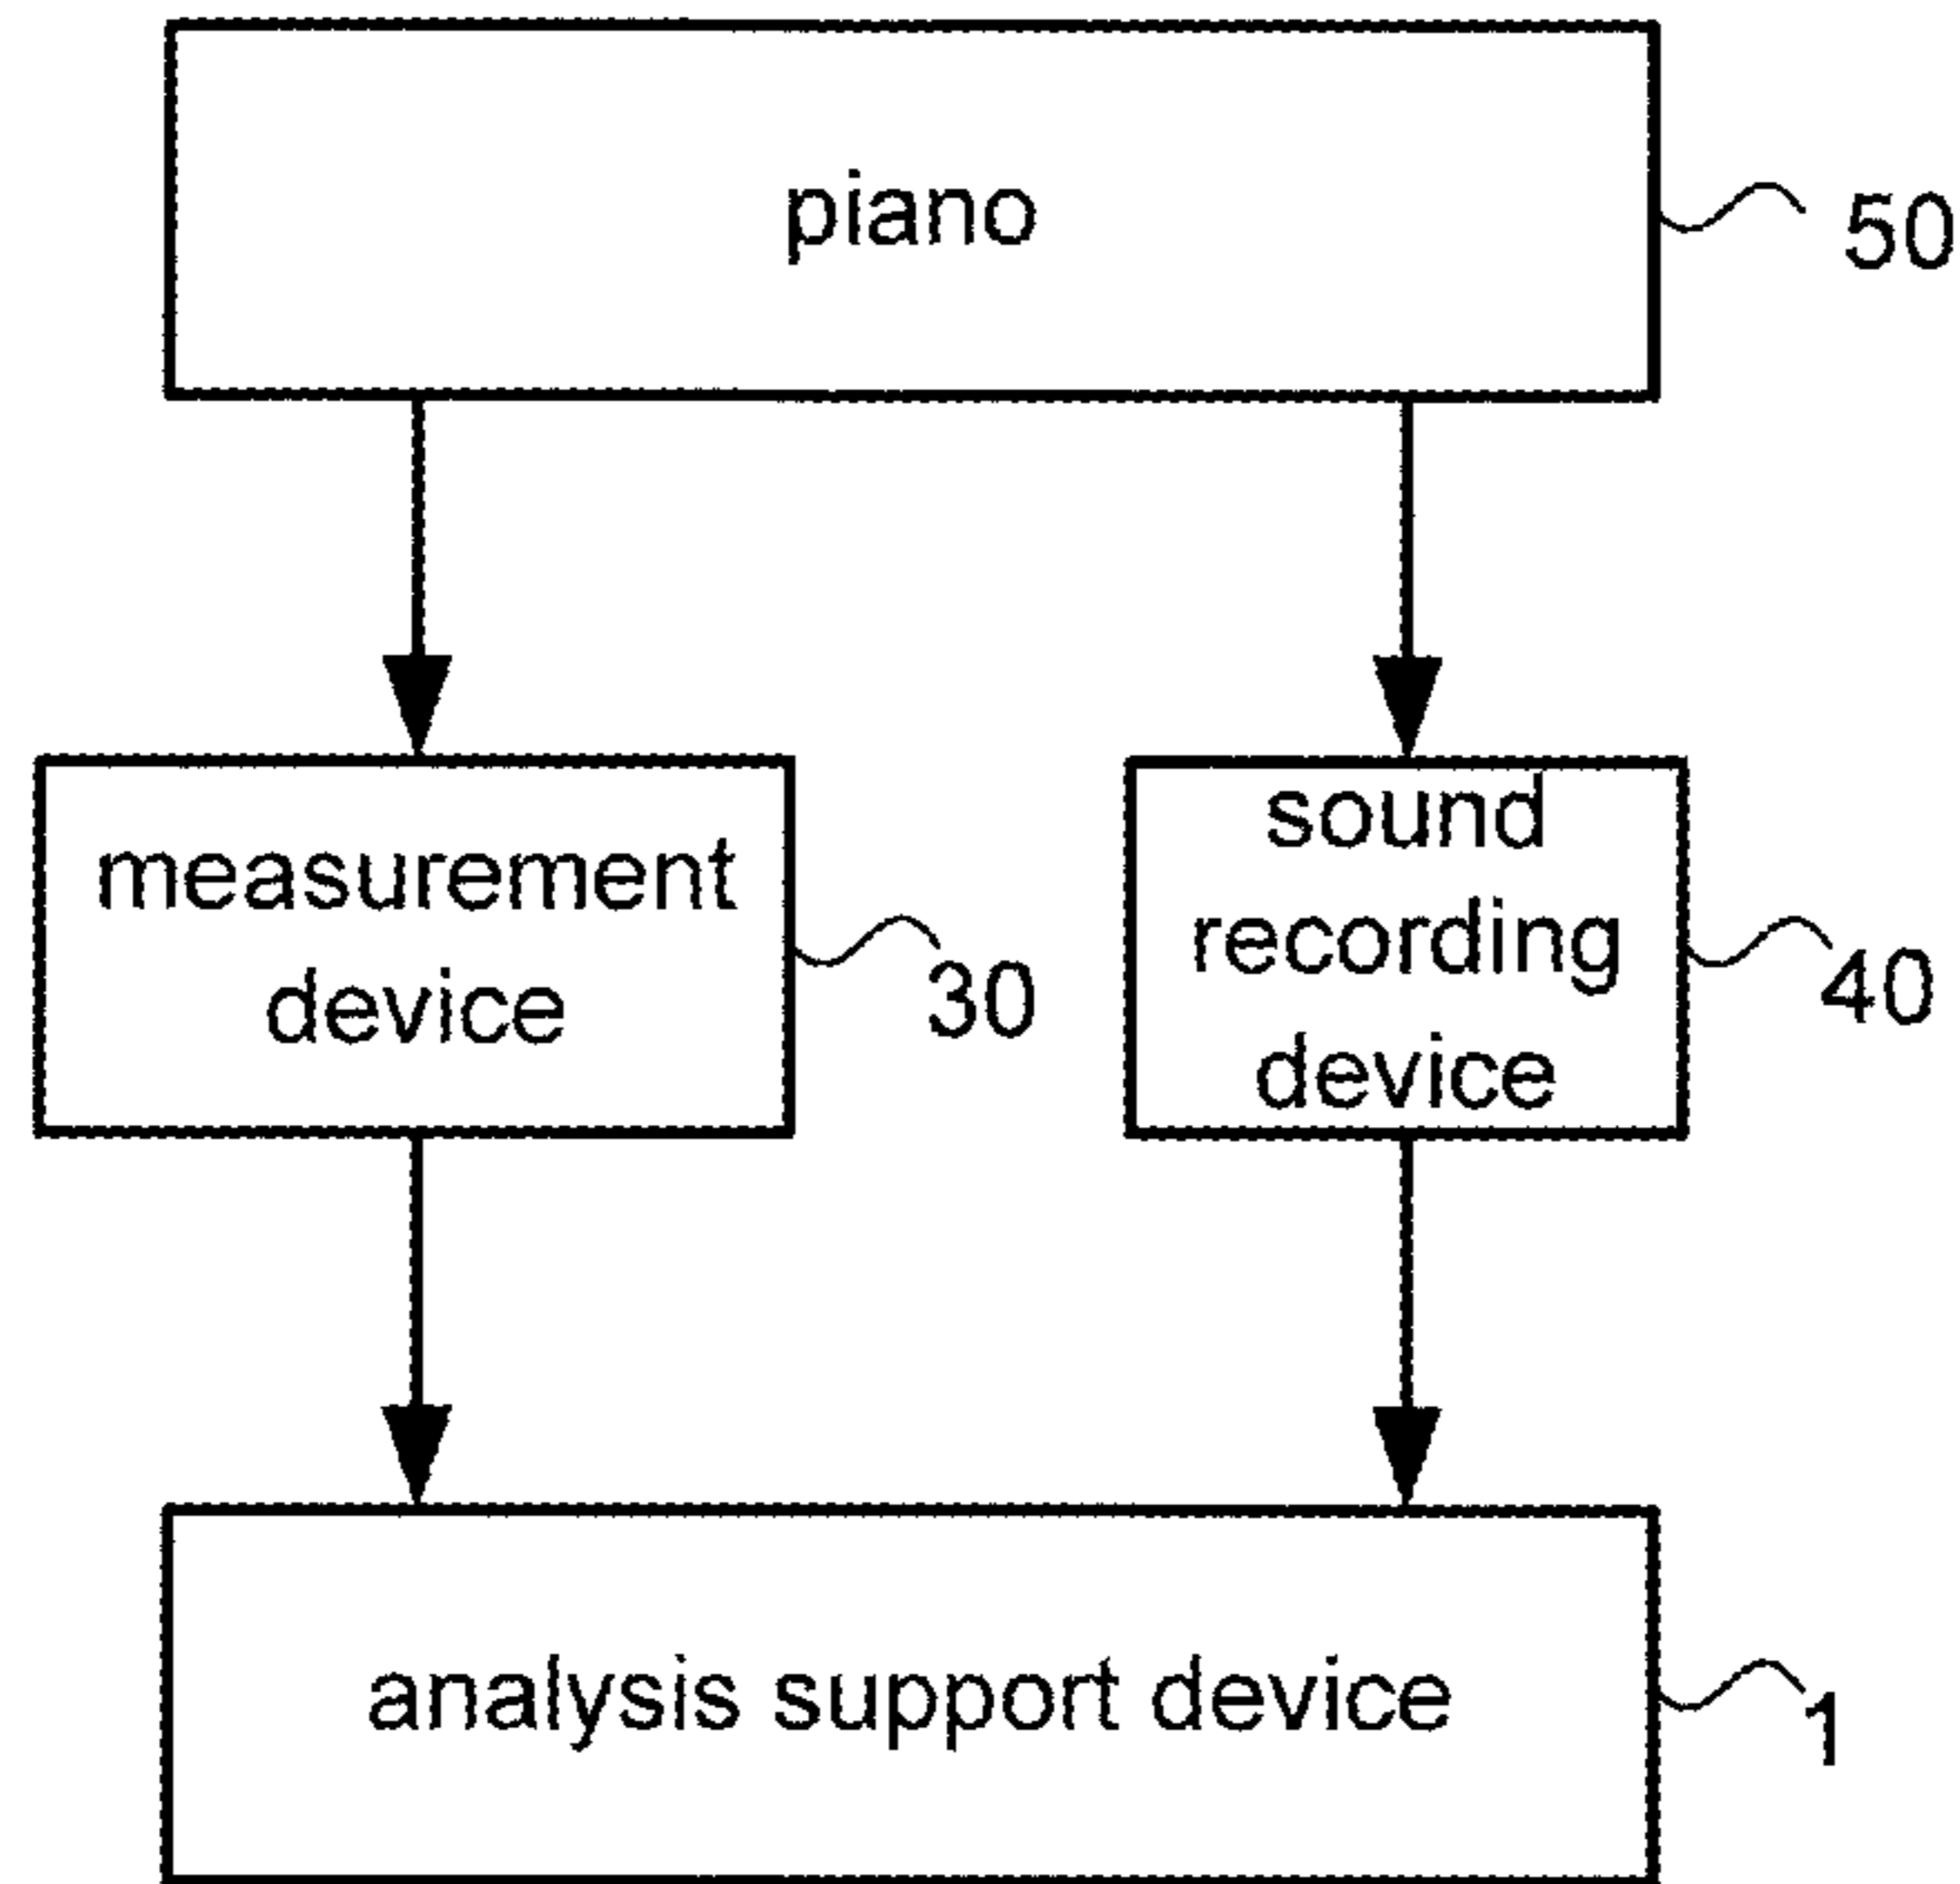 piano
50
measurement
device
30
sound
recording
device
40
analysis support device
1